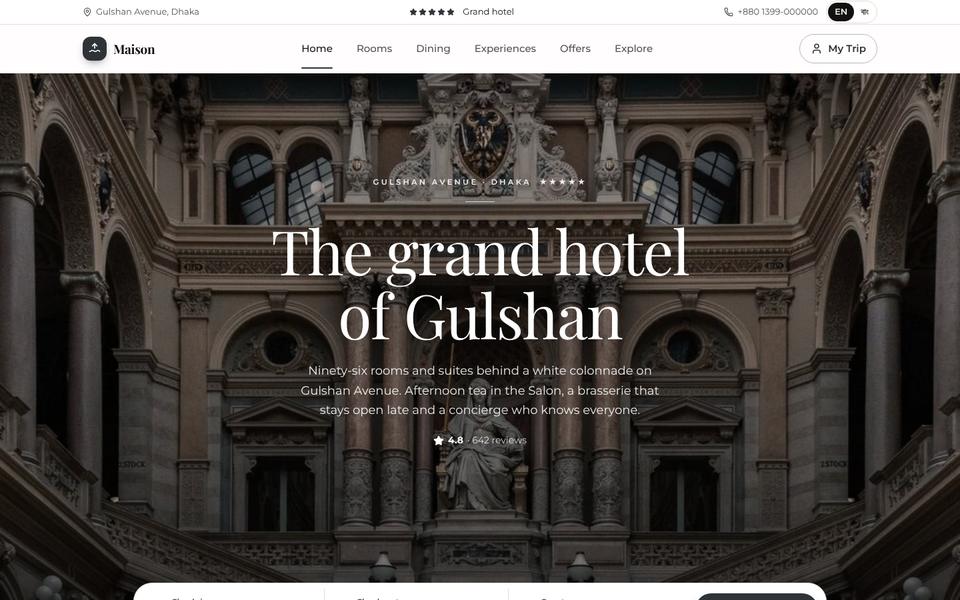 Gulshan Avenue, Dhaka
★★★★★ Grand hotel
+880 1399-000000
EN
বাং
Maison
Home
Rooms
Dining
Experiences
Offers
Explore
My Trip
GULSHAN AVENUE · DHAKA ★★★★★
The grand hotel
of Gulshan
Ninety-six rooms and suites behind a white colonnade on
Gulshan Avenue. Afternoon tea in the Salon, a brasserie that
stays open late and a concierge who knows everyone.
★ 4.8 · 642 reviews
2.STOCK